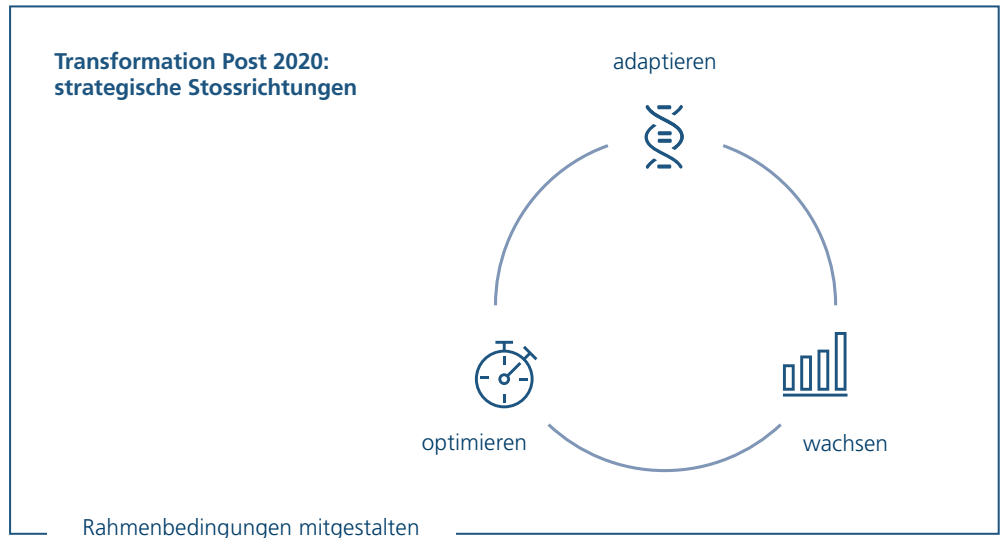 Transformation Post 2020:
strategische Stossrichtungen
adaptieren
optimieren
wachsen
Rahmenbedingungen mitgestalten